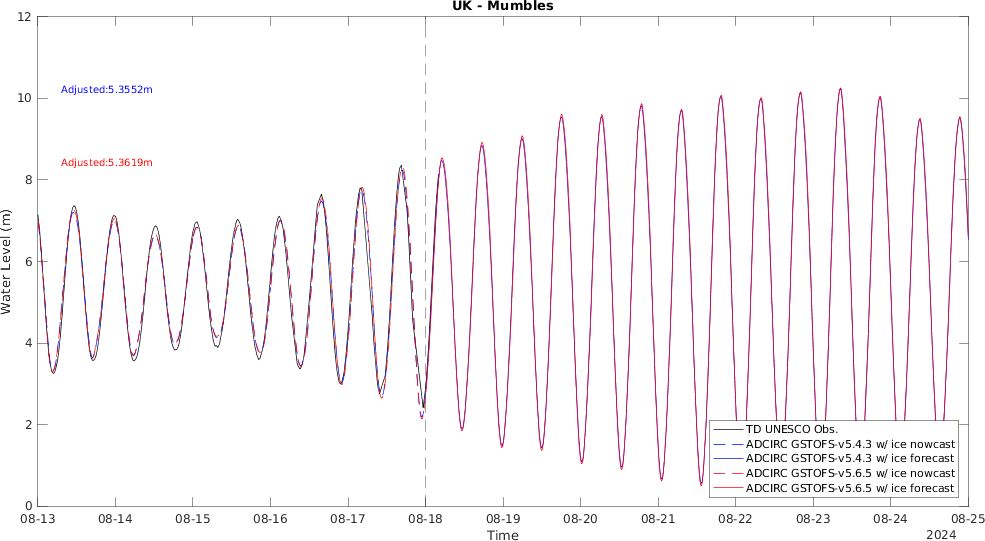 UK - Mumbles
12
10
8
6
4
2
0
Water Level (m)
Adjusted:5.3552m
Adjusted:5.3619m
TD UNESCO Obs.
ADCIRC GSTOFS-v5.4.3 w/ ice nowcast
ADCIRC GSTOFS-v5.4.3 w/ ice forecast
ADCIRC GSTOFS-v5.6.5 w/ ice nowcast
ADCIRC GSTOFS-v5.6.5 w/ ice forecast
08-13 08-14 08-15 08-16 08-17 08-18 08-19 08-20 08-21 08-22 08-23 08-24 08-25
Time
2024